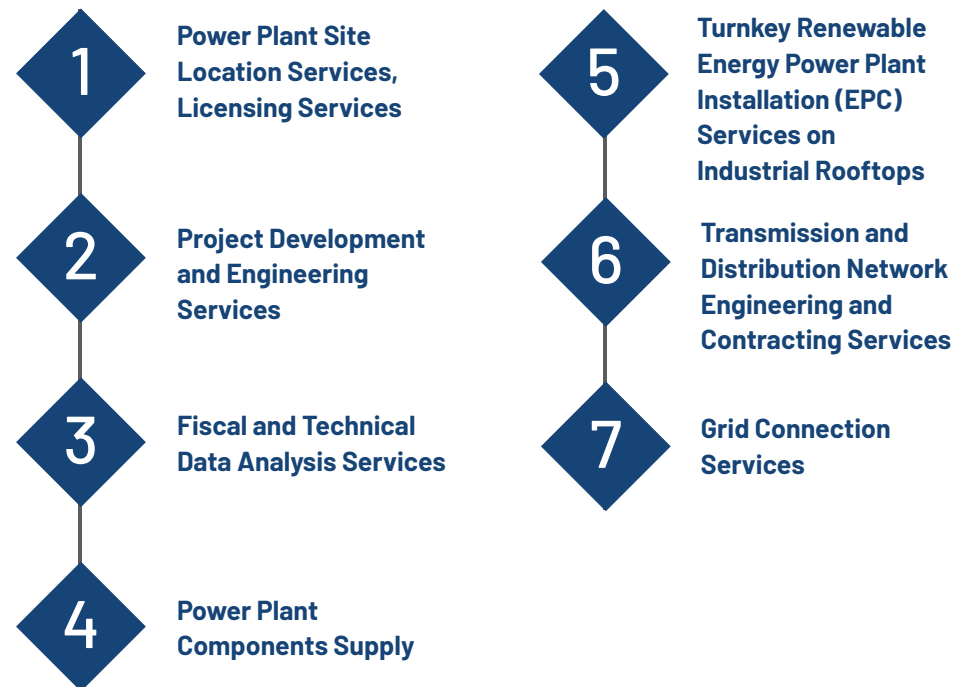 1
Power Plant Site
Location Services,
Licensing Services
2
Project Development
and Engineering
Services
3
Fiscal and Technical
Data Analysis Services
4
Power Plant
Components Supply
5
Turnkey Renewable
Energy Power Plant
Installation (EPC)
Services on
Industrial Rooftops
6
Transmission and
Distribution Network
Engineering and
Contracting Services
7
Grid Connection
Services